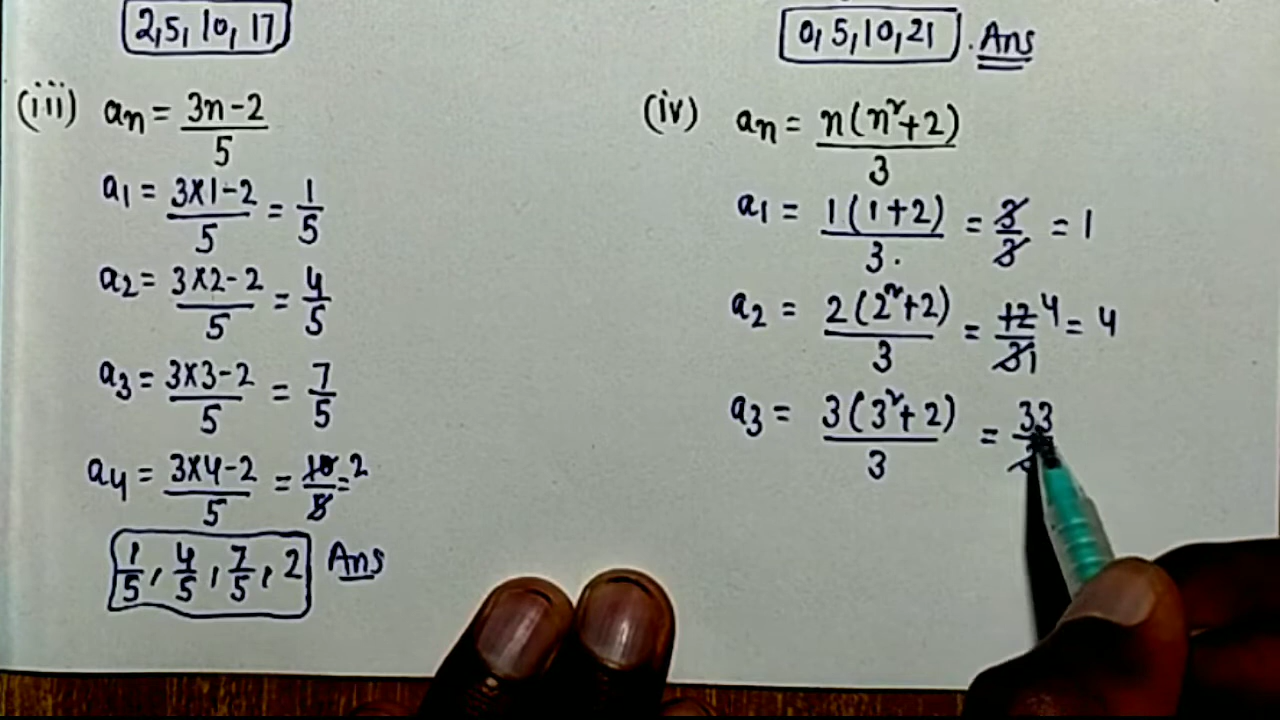 2, 5, 10, 17
0, 5, 10, 21. Ans
(iii) an = 3n-2/5
a1 = 3×1-2/5 = 1/5
a2 = 3×2-2/5 = 4/5
a3 = 3×3-2/5 = 7/5
a4 = 3×4-2/5 = 10/5 = 2
1/5, 4/5, 7/5, 2 Ans
(iv) an = n(n²+2)/3
a1 = 1(1+2)/3. = 3/3 = 1
a2 = 2(2²+2)/3 = 12 4/3 1 = 4
a3 = 3(3²+2)/3 = 33